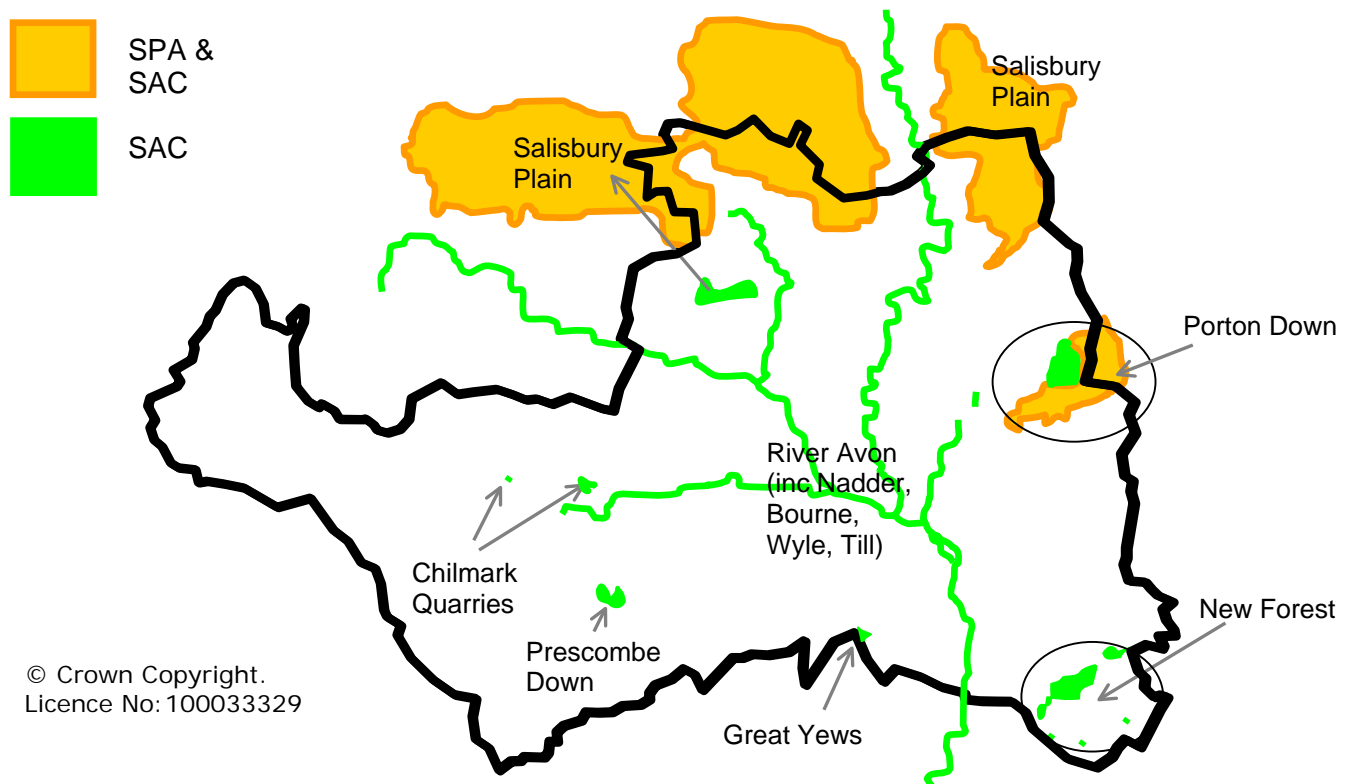 SPA &
SAC
SAC
Salisbury
Plain
Salisbury
Plain
Porton Down
River Avon
(inc Nadder,
Bourne,
Wyle, Till)
Chilmark
Quarries
Prescombe
Down
New Forest
Great Yews
© Crown Copyright.
Licence No: 100033329